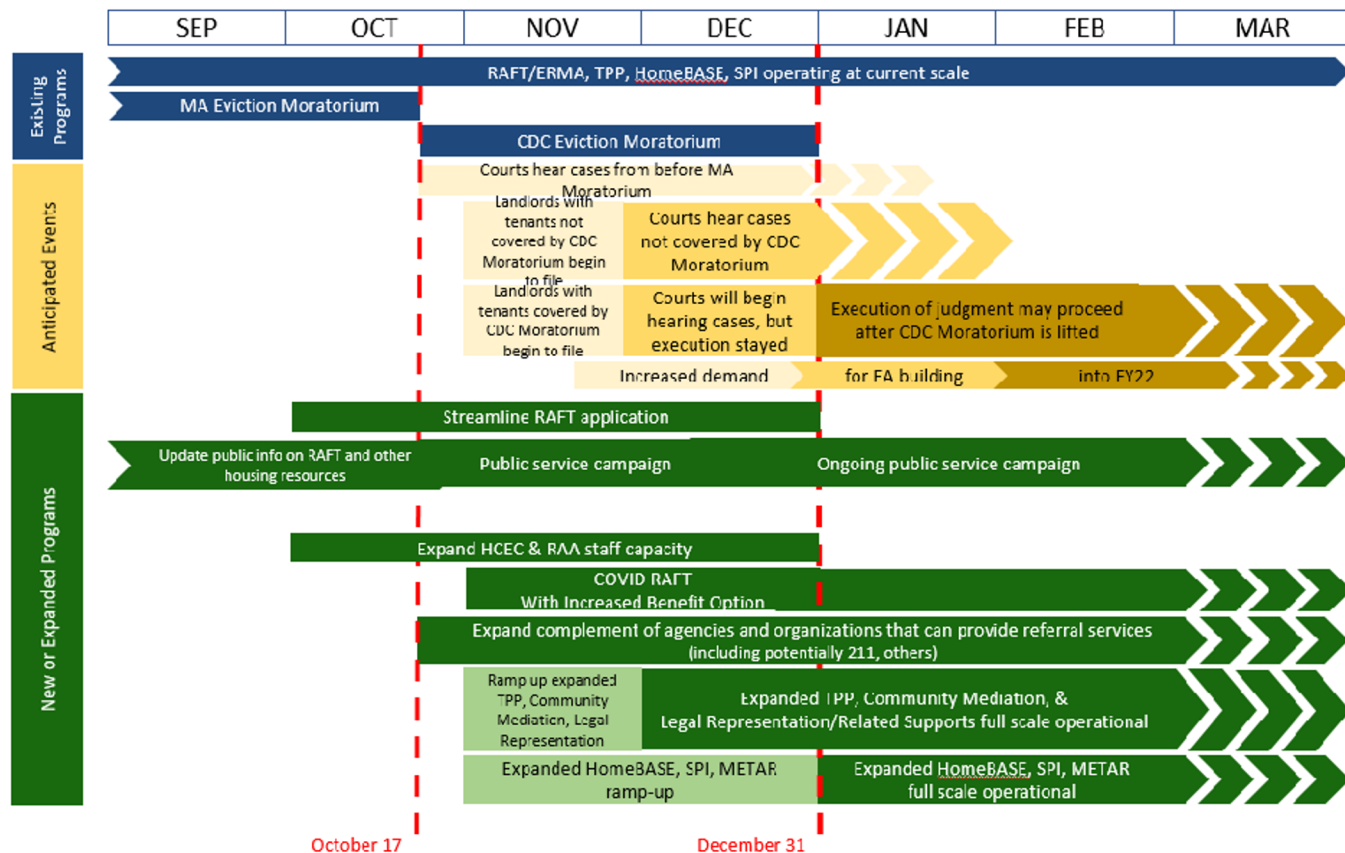 SEP OCT NOV DEC JAN FEB MAR
Existing
Programs
RAFT/ERMA, TPP, HomeBASE, SPI operating at current scale
MA Eviction Moratorium
CDC Eviction Moratorium
Anticipated Events
Courts hear cases from before MA
Moratorium
Landlords with
tenants not
covered by CDC
Moratorium begin
to file
Courts hear cases
not covered by CDC
Moratorium
Landlords with
tenants covered by
CDC Moratorium
begin to file
Courts will begin
hearing cases, but
execution stayed
Execution of judgment may proceed
after CDC Moratorium is lifted
Increased demand for EA building into FY22
New or Expanded Programs
Streamline RAFT application
Update public info on RAFT and other
housing resources
Public service campaign
Ongoing public service campaign
Expand HCEC & RAA staff capacity
COVID RAFT
With Increased Benefit Option
Expand complement of agencies and organizations that can provide referral services
(including potentially 211, others)
Ramp up expanded
TPP, Community
Mediation, Legal
Representation
Expanded TPP, Community Mediation, &
Legal Representation/Related Supports full scale operational
Expanded HomeBASE, SPI, METAR
ramp-up
Expanded HomeBASE, SPI, METAR
full scale operational
October 17
December 31